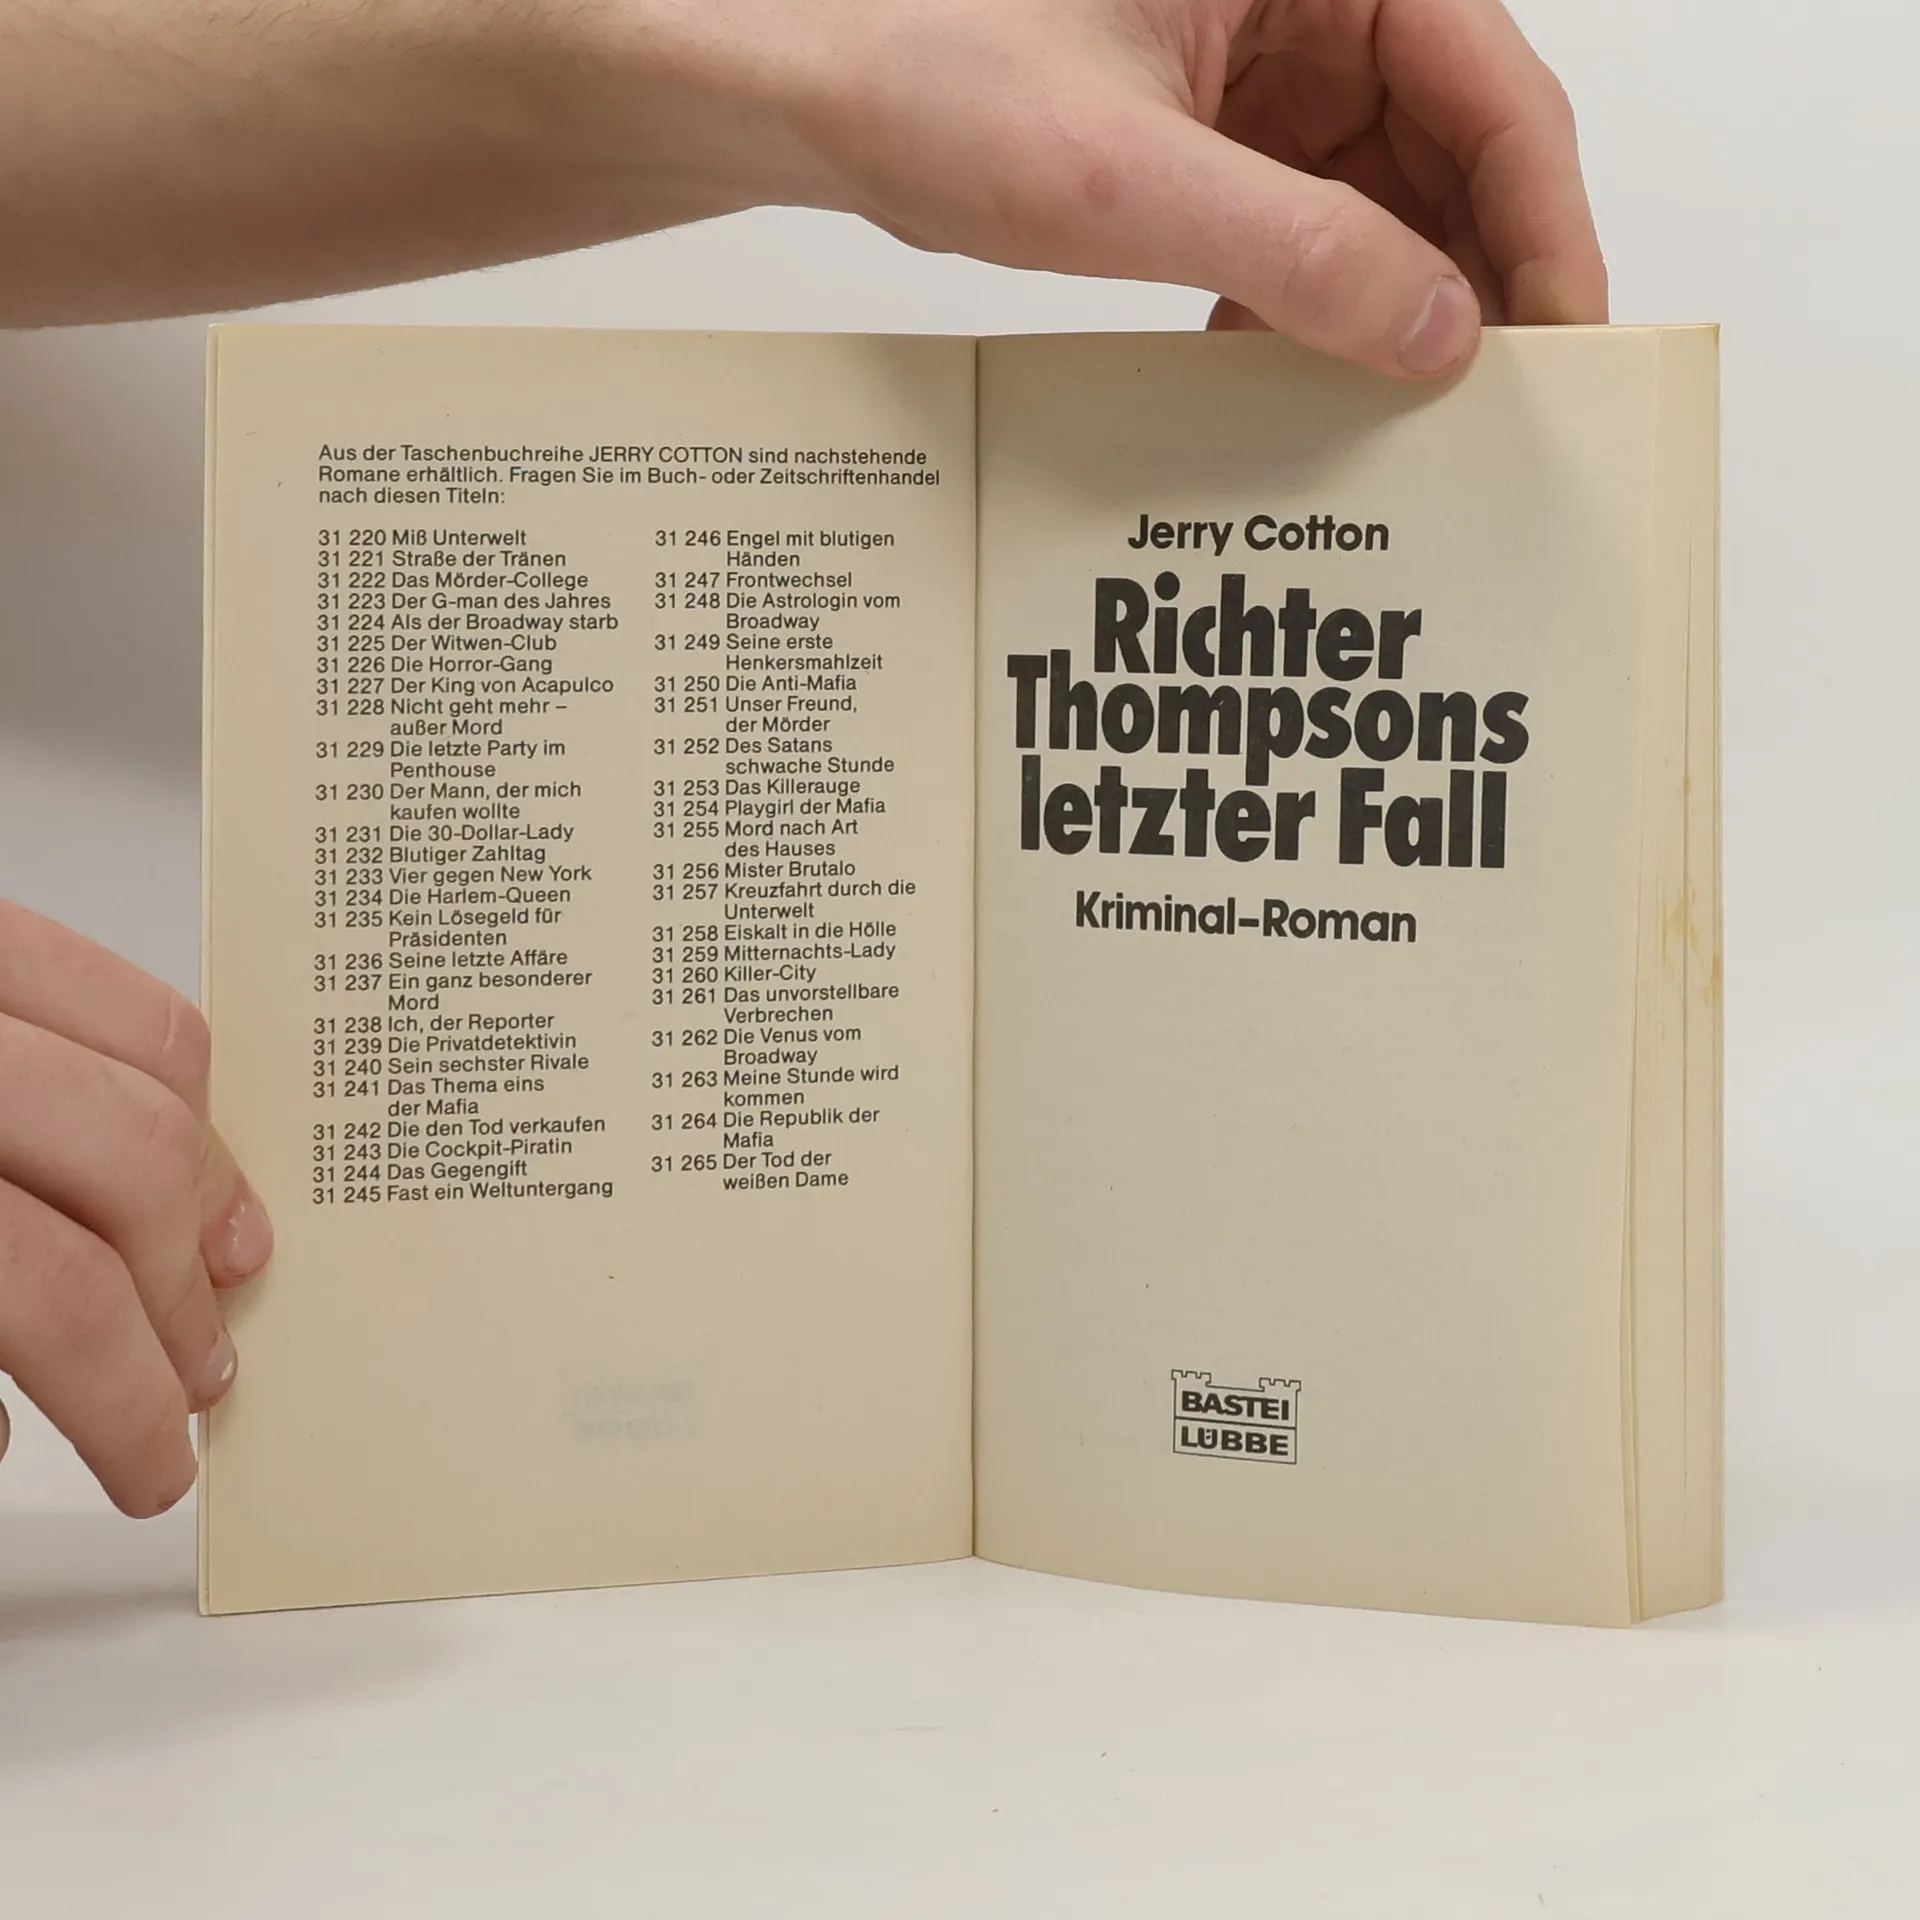 Aus der Taschenbuchreihe JERRY COTTON sind nachstehende
Romane erhältlich. Fragen Sie im Buch- oder Zeitschriftenhandel
nach diesen Titeln:
31 220 Miß Unterwelt
31 221 Straße der Tränen
31 222 Das Mörder-College
31 223 Der G-man des Jahres
31 224 Als der Broadway starb
31 225 Der Witwen-Club
31 226 Die Horror-Gang
31 227 Der King von Acapulco
31 228 Nicht geht mehr –
außer Mord
31 229 Die letzte Party im
Penthouse
31 230 Der Mann, der mich
kaufen wollte
31 231 Die 30-Dollar-Lady
31 232 Blutiger Zahltag
31 233 Vier gegen New York
31 234 Die Harlem-Queen
31 235 Kein Lösegeld für
Präsidenten
31 236 Seine letzte Affäre
31 237 Ein ganz besonderer
Mord
31 238 Ich, der Reporter
31 239 Die Privatdetektivin
31 240 Sein sechster Rivale
31 241 Das Thema eins
der Mafia
31 242 Die den Tod verkaufen
31 243 Die Cockpit-Piratin
31 244 Das Gegengift
31 245 Fast ein Weltuntergang
31 246 Engel mit blutigen
Händen
31 247 Frontwechsel
31 248 Die Astrologin vom
Broadway
31 249 Seine erste
Henkersmahlzeit
31 250 Die Anti-Mafia
31 251 Unser Freund,
der Mörder
31 252 Des Satans
schwache Stunde
31 253 Das Killerauge
31 254 Playgirl der Mafia
31 255 Mord nach Art
des Hauses
31 256 Mister Brutalo
31 257 Kreuzfahrt durch die
Unterwelt
31 258 Eiskalt in die Hölle
31 259 Mitternachts-Lady
31 260 Killer-City
31 261 Das unvorstellbare
Verbrechen
31 262 Die Venus vom
Broadway
31 263 Meine Stunde wird
kommen
31 264 Die Republik der
Mafia
31 265 Der Tod der
weißen Dame
Jerry Cotton
Richter
Thompsons
letzter Fall
Kriminal-Roman
BASTEI
LÜBBE